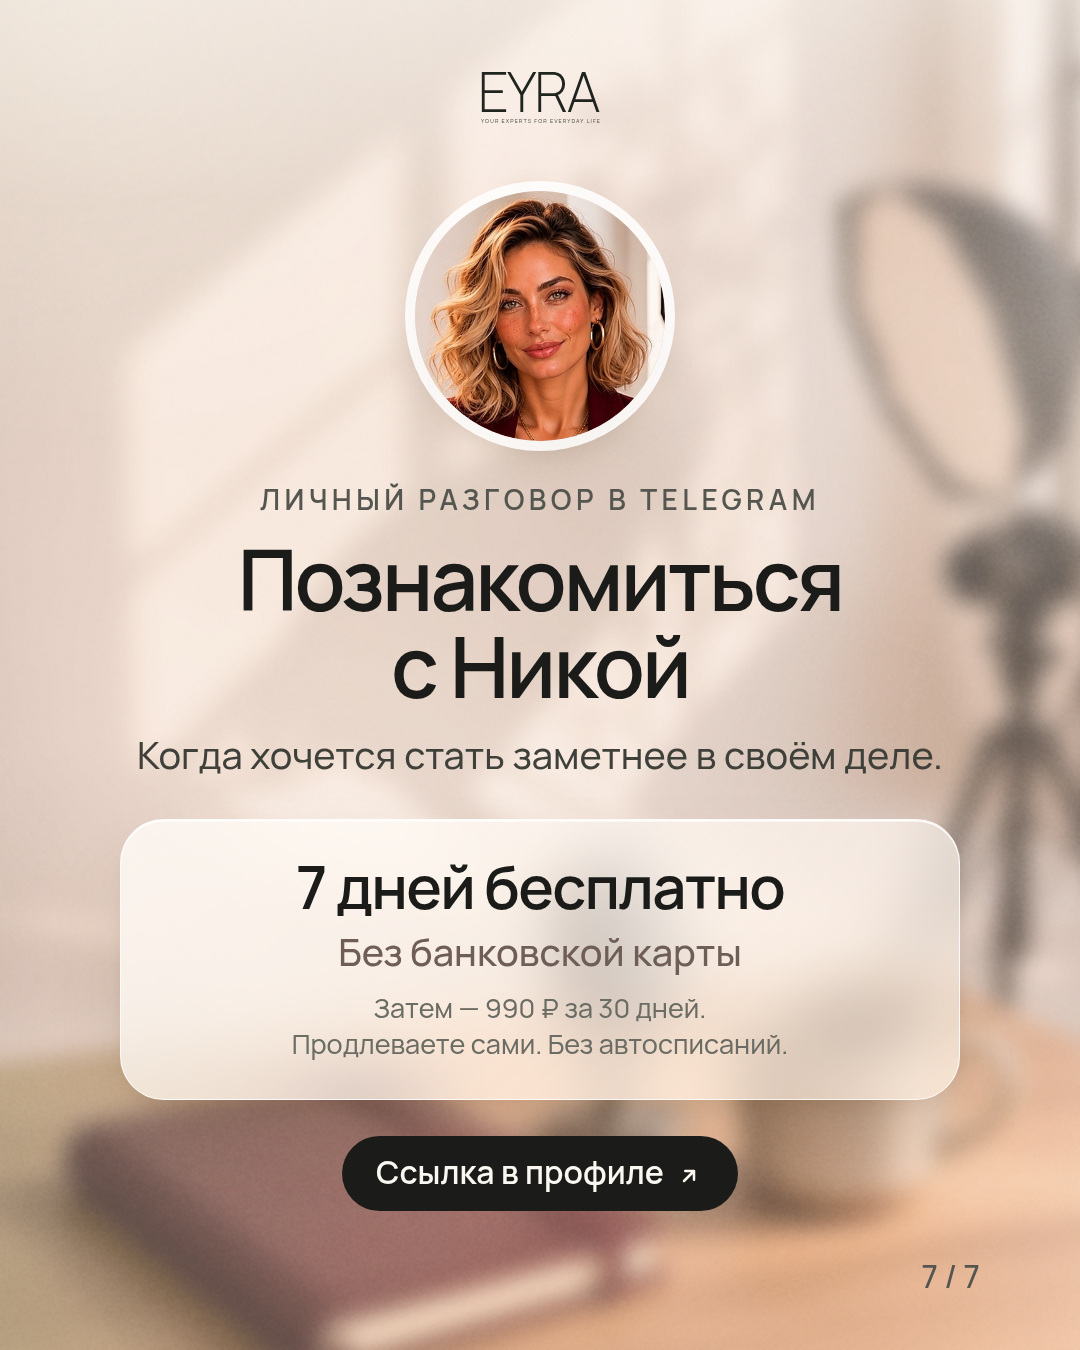 EYRA
YOUR EXPERTS FOR EVERYDAY LIFE
ЛИЧНЫЙ РАЗГОВОР В TELEGRAM
Познакомиться
с Никой
Когда хочется стать заметнее в своём деле.
7 дней бесплатно
Без банковской карты
Затем — 990 ₽ за 30 дней.
Продлеваете сами. Без автосписаний.
Ссылка в профиле ↗
7 / 7